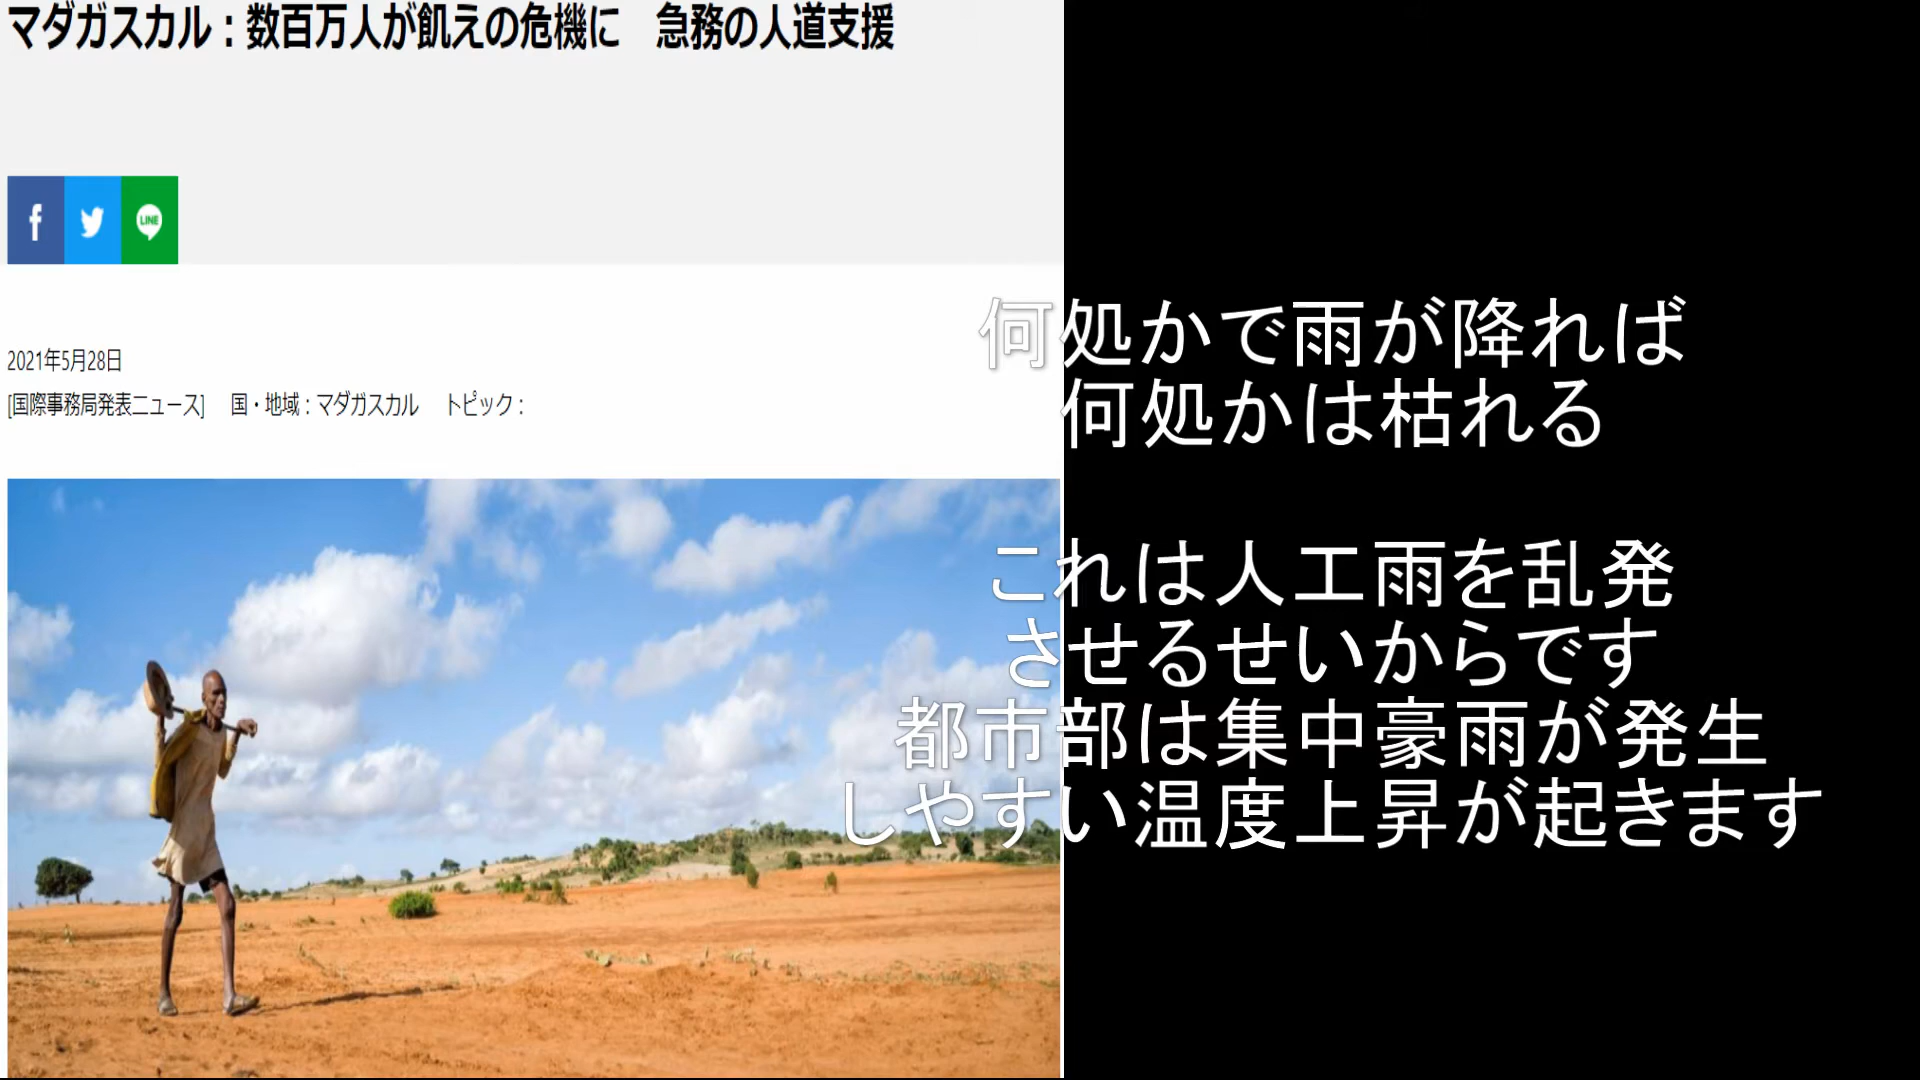 マダガスカル：数百万人が飢えの危機に　急務の人道支援
f
LINE
2021年5月28日
[国際事務局発表ニュース]　国・地域：マダガスカル　トピック：
何処かで雨が降れば
何処かは枯れる
これは人工雨を乱発
させるせいからです
都市部は集中豪雨が発生
しやすい温度上昇が起きます